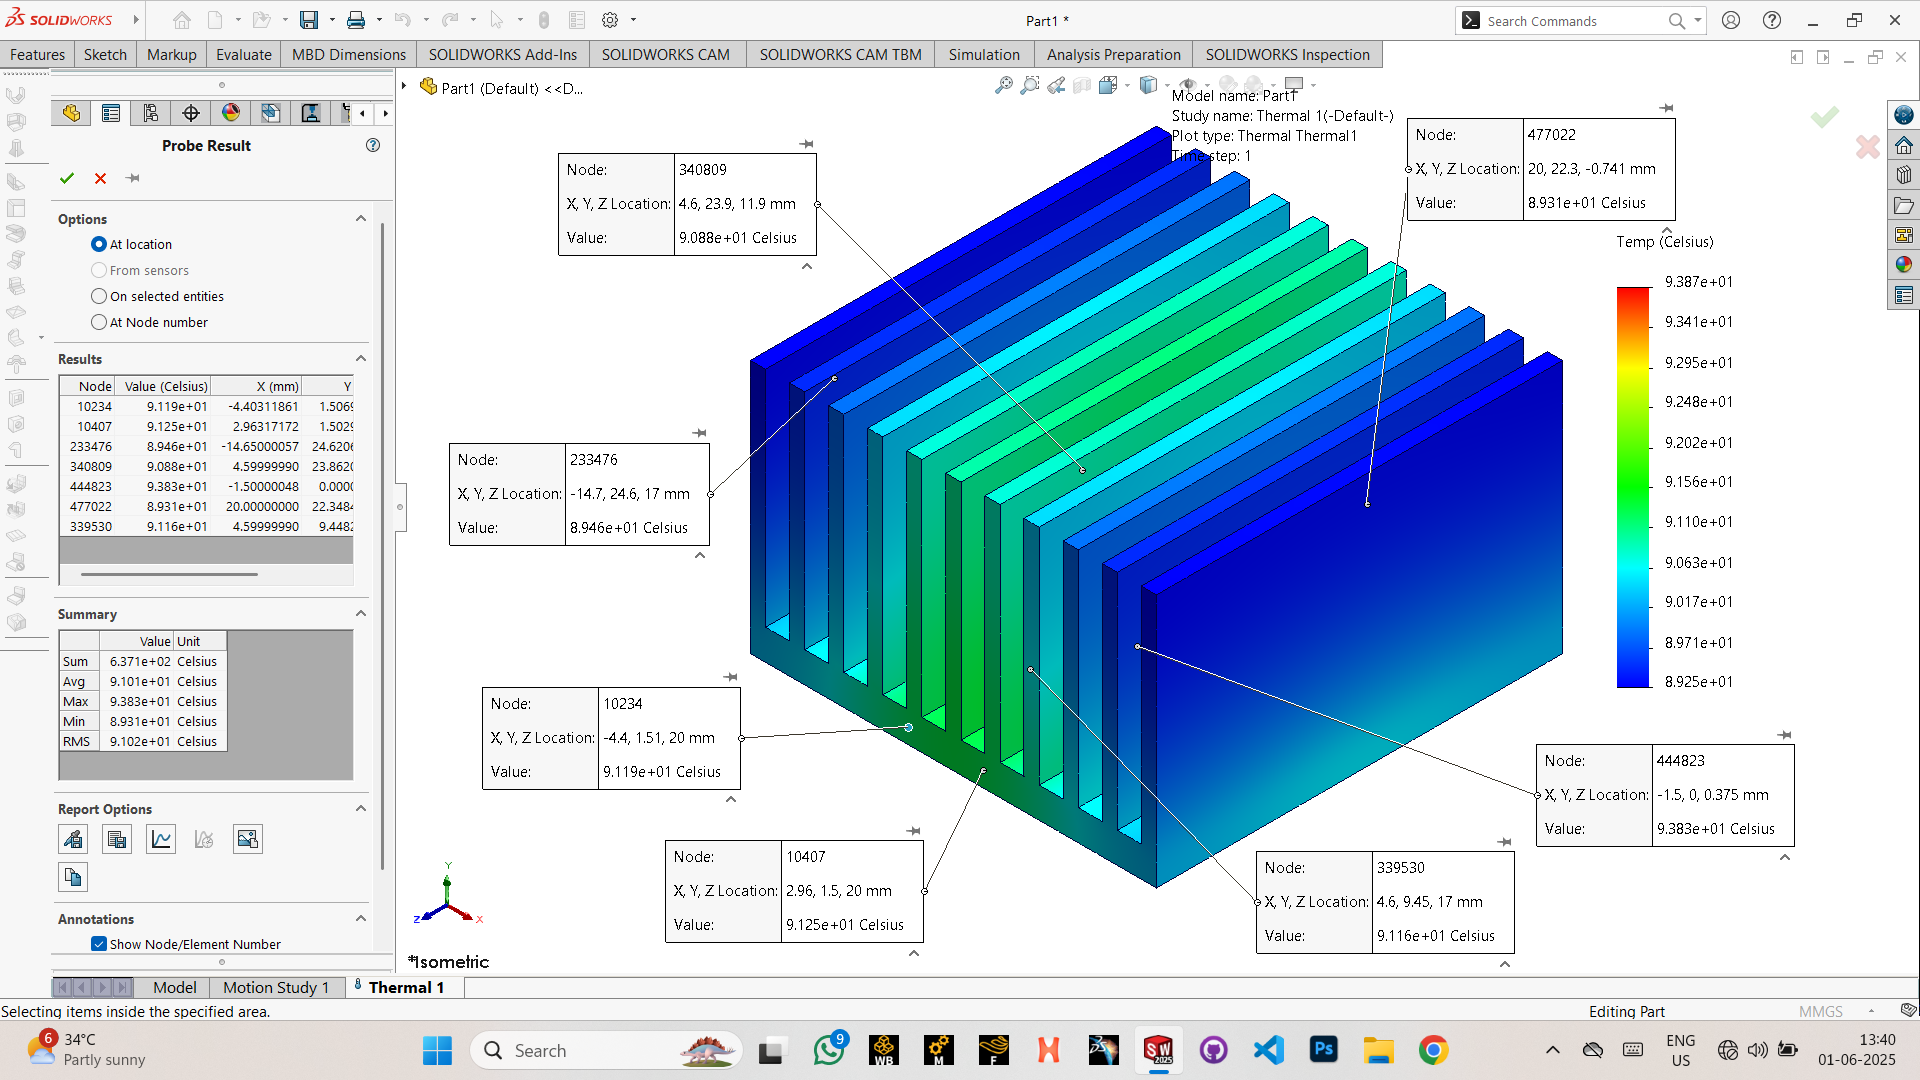 SOLIDWORKS
Part1 *
Search Commands
Features
Sketch
Markup
Evaluate
MBD Dimensions
SOLIDWORKS Add-Ins
SOLIDWORKS CAM
SOLIDWORKS CAM TBM
Simulation
Analysis Preparation
SOLIDWORKS Inspection
Part1 (Default) <<D...
Probe Result
Options
At location
From sensors
On selected entities
At Node number
Results
Node Value (Celsius) X (mm) Y
10234 9.119e+01 -4.40311861 1.506
10407 9.125e+01 2.96317172 1.502
233476 8.946e+01 -14.65000057 24.620
340809 9.088e+01 4.59999990 23.862
444823 9.383e+01 -1.50000048 0.000
477022 8.931e+01 20.00000000 22.348
339530 9.116e+01 4.59999990 9.448
Summary
Value Unit
Sum 6.371e+02 Celsius
Avg 9.101e+01 Celsius
Max 9.383e+01 Celsius
Min 8.931e+01 Celsius
RMS 9.102e+01 Celsius
Report Options
Annotations
Show Node/Element Number
Model name: Part1
Study name: Thermal 1(-Default-)
Plot type: Thermal Thermal1
Time step: 1
Node: 340809
X, Y, Z Location: 4.6, 23.9, 11.9 mm
Value: 9.088e+01 Celsius
Node: 477022
X, Y, Z Location: 20, 22.3, -0.741 mm
Value: 8.931e+01 Celsius
Node: 233476
X, Y, Z Location: -14.7, 24.6, 17 mm
Value: 8.946e+01 Celsius
Node: 10234
X, Y, Z Location: -4.4, 1.51, 20 mm
Value: 9.119e+01 Celsius
Node: 10407
X, Y, Z Location: 2.96, 1.5, 20 mm
Value: 9.125e+01 Celsius
Node: 444823
X, Y, Z Location: -1.5, 0, 0.375 mm
Value: 9.383e+01 Celsius
Node: 339530
X, Y, Z Location: 4.6, 9.45, 17 mm
Value: 9.116e+01 Celsius
Temp (Celsius)
9.387e+01
9.341e+01
9.295e+01
9.248e+01
9.202e+01
9.156e+01
9.110e+01
9.063e+01
9.017e+01
8.971e+01
8.925e+01
Y
Z
X
*Isometric
Model
Motion Study 1
Thermal 1
Selecting items inside the specified area.
Editing Part
MMGS
6
34°C
Partly sunny
Search
9
WB
M
F
SW
2025
Ps
ENG
US
13:40
01-06-2025